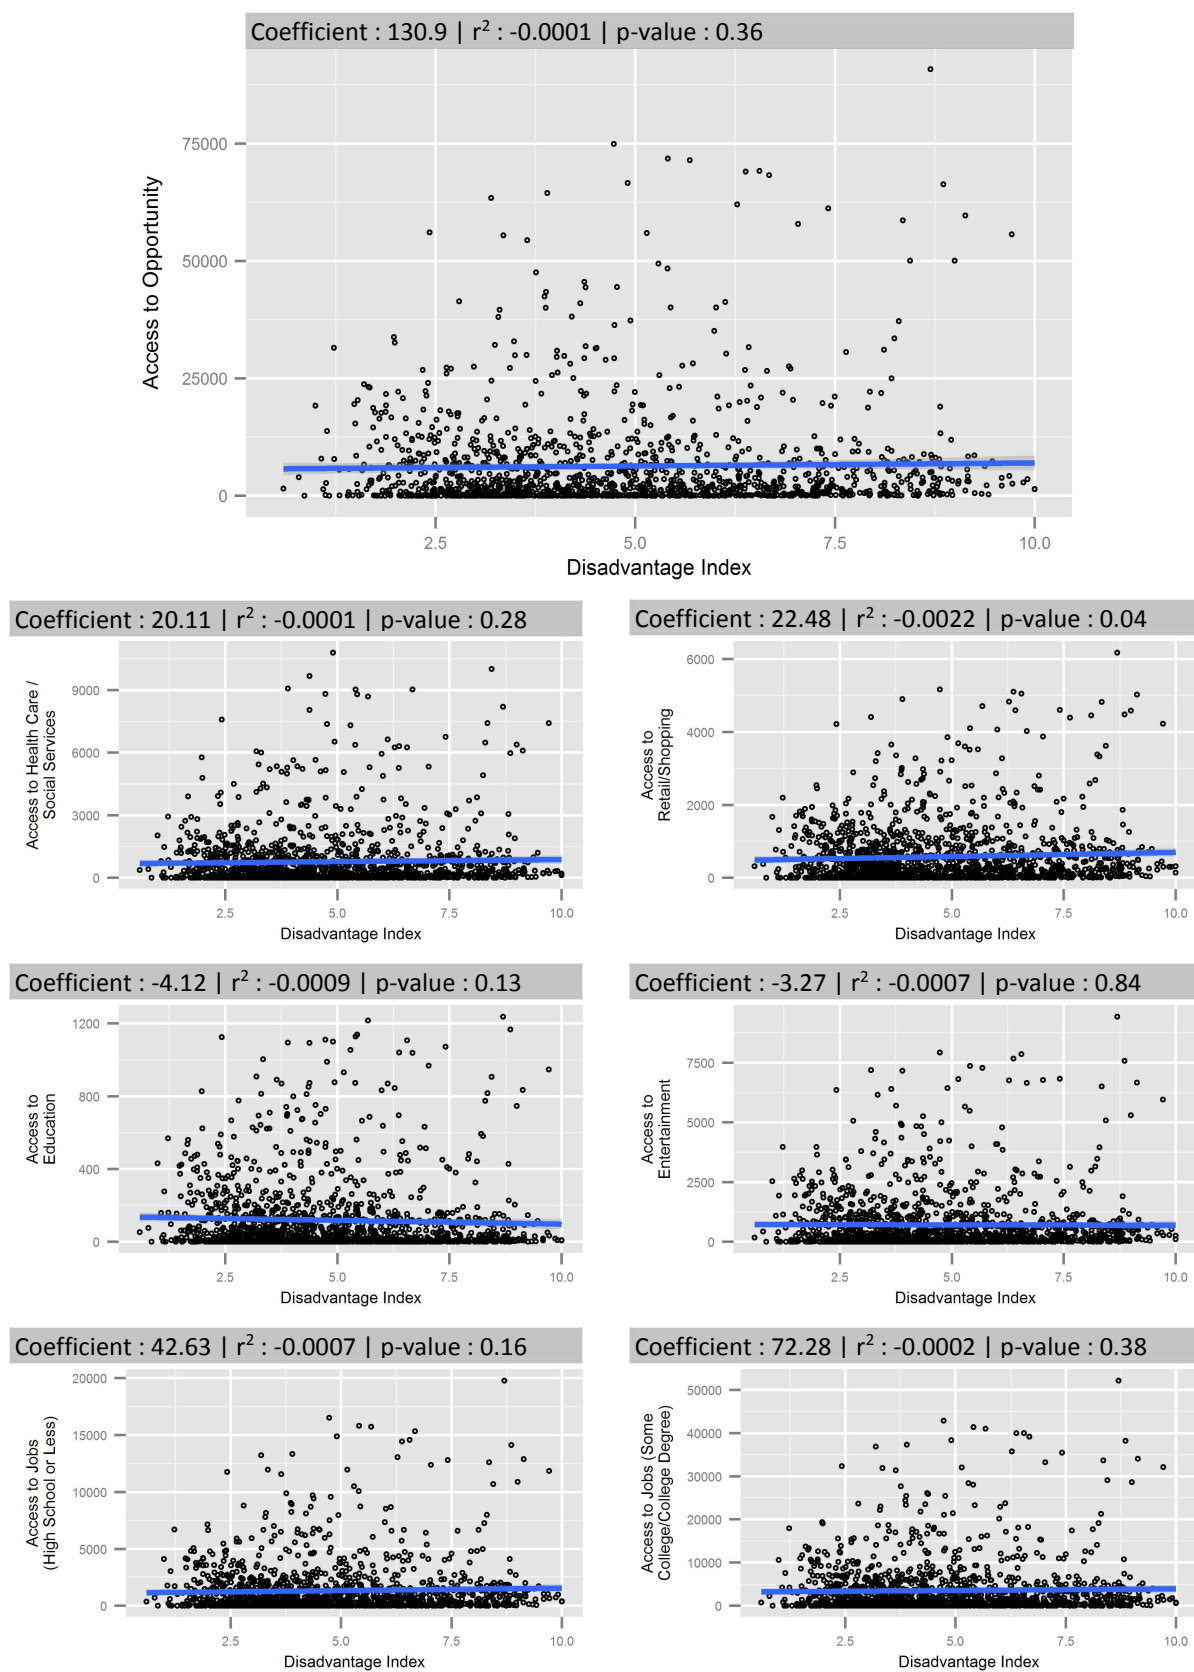 Coefficient : 130.9 | r² : -0.0001 | p-value : 0.36
Access to Opportunity
75000
50000
25000
0
2.5 5.0 7.5 10.0
Disadvantage Index
Coefficient : 20.11 | r² : -0.0001 | p-value : 0.28
Access to Health Care /
Social Services
9000
6000
3000
0
2.5 5.0 7.5 10.0
Disadvantage Index
Coefficient : 22.48 | r² : -0.0022 | p-value : 0.04
Access to
Retail/Shopping
6000
4000
2000
0
2.5 5.0 7.5 10.0
Disadvantage Index
Coefficient : -4.12 | r² : -0.0009 | p-value : 0.13
Access to
Education
1200
800
400
0
2.5 5.0 7.5 10.0
Disadvantage Index
Coefficient : -3.27 | r² : -0.0007 | p-value : 0.84
Access to
Entertainment
7500
5000
2500
0
2.5 5.0 7.5 10.0
Disadvantage Index
Coefficient : 42.63 | r² : -0.0007 | p-value : 0.16
Access to Jobs
(High School or Less)
20000
15000
10000
5000
0
2.5 5.0 7.5 10.0
Disadvantage Index
Coefficient : 72.28 | r² : -0.0002 | p-value : 0.38
Access to Jobs (Some
College/College Degree)
50000
40000
30000
20000
10000
0
2.5 5.0 7.5 10.0
Disadvantage Index